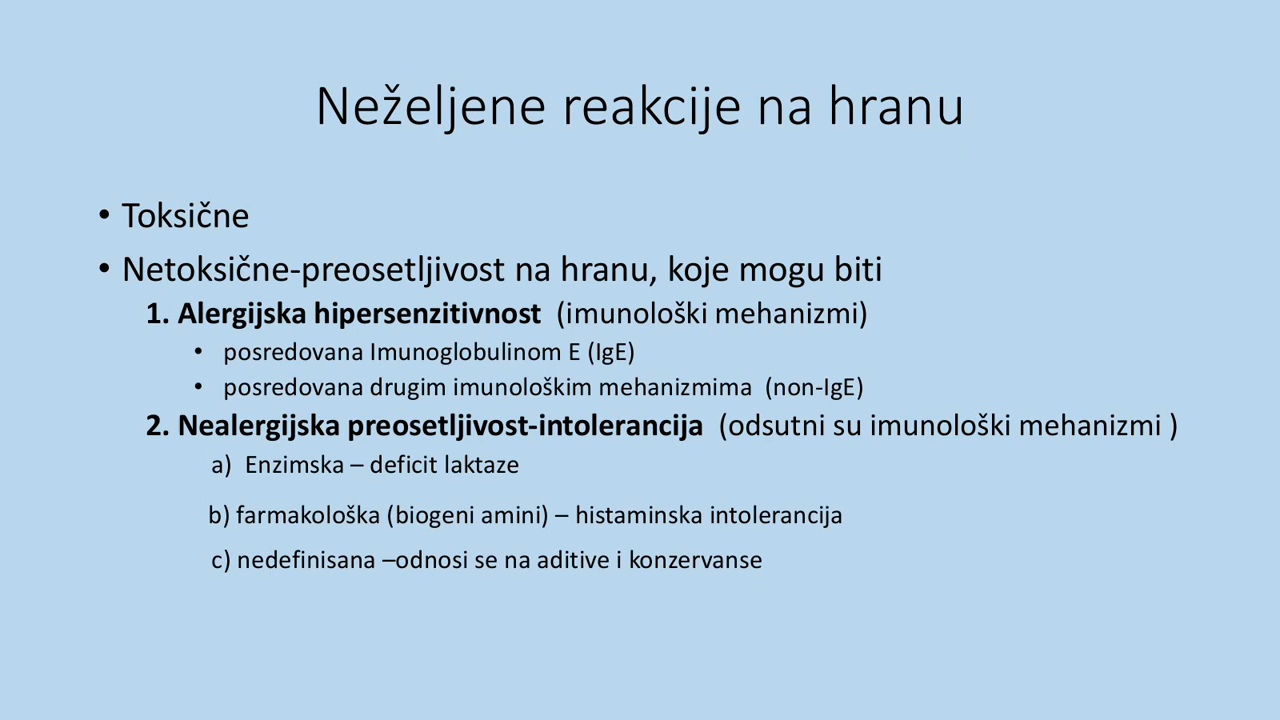 Neželjene reakcije na hranu
• Toksične
• Netoksične-preosetljivost na hranu, koje mogu biti
1. Alergijska hipersenzitivnost (imunološki mehanizmi)
• posredovana Imunoglobulinom E (IgE)
• posredovana drugim imunološkim mehanizmima (non-IgE)
2. Nealergijska preosetljivost-intolerancija (odsutni su imunološki mehanizmi )
a) Enzimska – deficit laktaze
b) farmakološka (biogeni amini) – histaminska intolerancija
c) nedefinisana –odnosi se na aditive i konzervanse